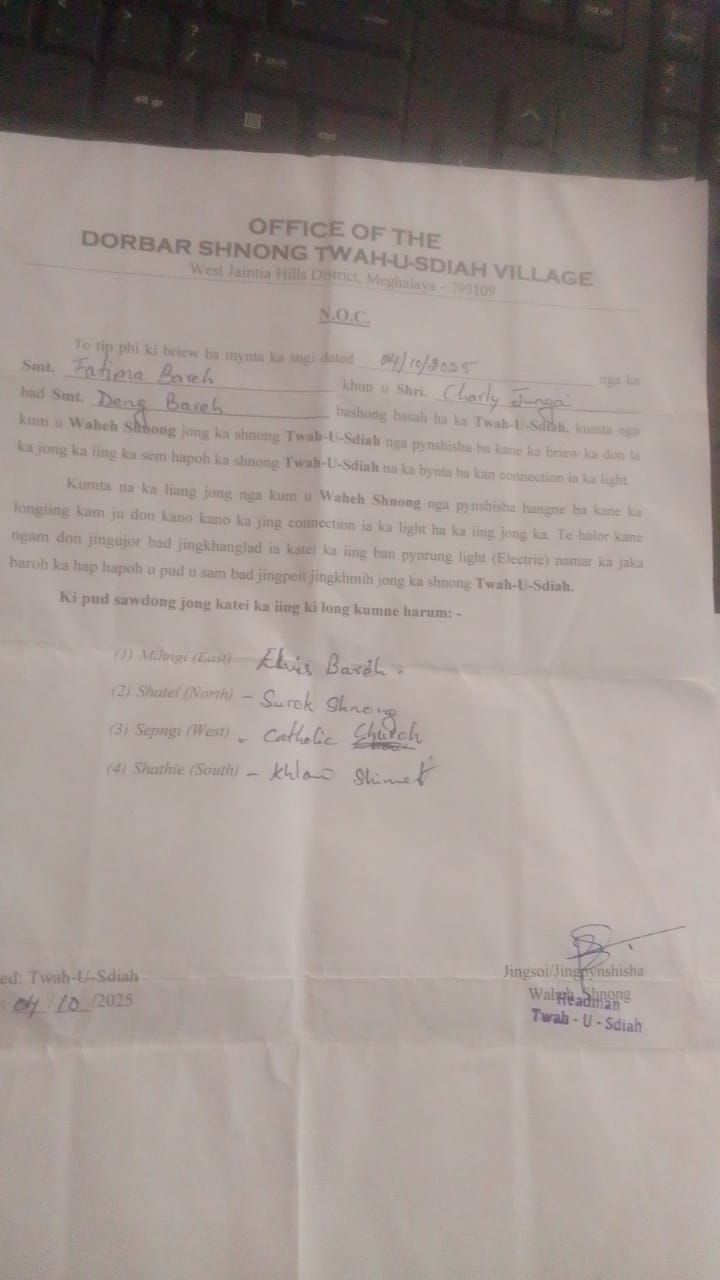 OFFICE OF THE
DORBAR SHNONG TWAH-U-SDIAH VILLAGE
West Jaintia Hills District, Meghalaya – 793109
N.O.C.
To tip phi ki briew ba mynta ka sngi dated 04/10/2025 nga ka
Smt. Fatima Bareh khun u Shri. Charly Jungai
bad Smt. Deng Bareh bashong basah ha ka Twah-U-Sdiah, kumta nga
kum u Waheh Shnong jong ka shnong Twah-U-Sdiah nga pynshisha ba kane ka briew ka don la
ka jong ka iing ka sem hapoh ka shnong Twah-U-Sdiah na ka bynta ba kan connection ia ka light.
Kumta na ka liang jong nga kum u Waheh Shnong nga pynshisha hangne ba kane ka
longiing kam ju don kano kano ka jing connection ia ka light ha ka iing jong ka. Te halor kane
ngam don jingujor bad jingkhanglad ia katei ka iing ban pynrung light (Electric) namar ka jaka
baroh ka hap hapoh u pud u sam bad jingpeit jingkhmih jong ka shnong Twah-U-Sdiah.
Ki pud sawdong jong katei ka iing ki long kumne harum: -
(1) Mihngi (East) Elvis Bareh.
(2) Shatei (North) – Surok Shnong
(3) Sepngi (West) - Catholic Church
(4) Shathie (South) – Khlaw Shimet
ed: Twah-U-Sdiah
: 04/10/2025
Jingsoi/Jingpynshisha
Waheh Shnong
Headman
Twah - U - Sdiah
alt gr
ctrl
shift